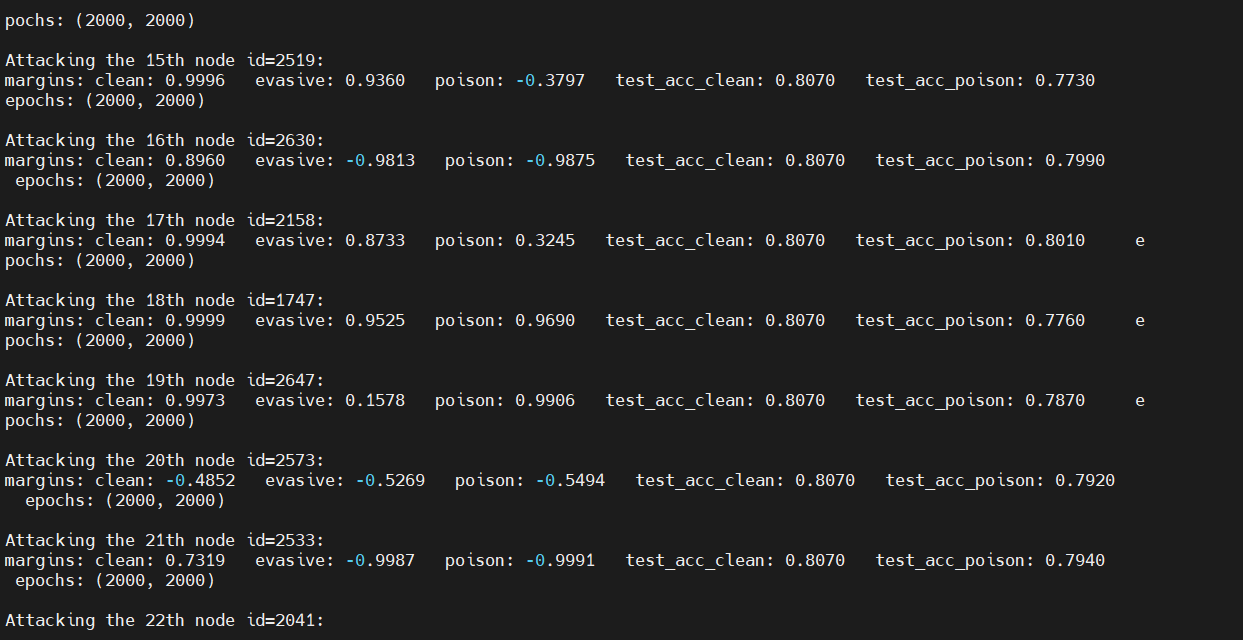 pochs: (2000, 2000)
Attacking the 15th node id=2519:
margins: clean: 0.9996   evasive: 0.9360   poison: -0.3797   test_acc_clean: 0.8070   test_acc_poison: 0.7730
epochs: (2000, 2000)
Attacking the 16th node id=2630:
margins: clean: 0.8960   evasive: -0.9813   poison: -0.9875   test_acc_clean: 0.8070   test_acc_poison: 0.7990
 epochs: (2000, 2000)
Attacking the 17th node id=2158:
margins: clean: 0.9994   evasive: 0.8733   poison: 0.3245   test_acc_clean: 0.8070   test_acc_poison: 0.8010     e
pochs: (2000, 2000)
Attacking the 18th node id=1747:
margins: clean: 0.9999   evasive: 0.9525   poison: 0.9690   test_acc_clean: 0.8070   test_acc_poison: 0.7760     e
pochs: (2000, 2000)
Attacking the 19th node id=2647:
margins: clean: 0.9973   evasive: 0.1578   poison: 0.9906   test_acc_clean: 0.8070   test_acc_poison: 0.7870     e
pochs: (2000, 2000)
Attacking the 20th node id=2573:
margins: clean: -0.4852   evasive: -0.5269   poison: -0.5494   test_acc_clean: 0.8070   test_acc_poison: 0.7920
  epochs: (2000, 2000)
Attacking the 21th node id=2533:
margins: clean: 0.7319   evasive: -0.9987   poison: -0.9991   test_acc_clean: 0.8070   test_acc_poison: 0.7940
 epochs: (2000, 2000)
Attacking the 22th node id=2041: